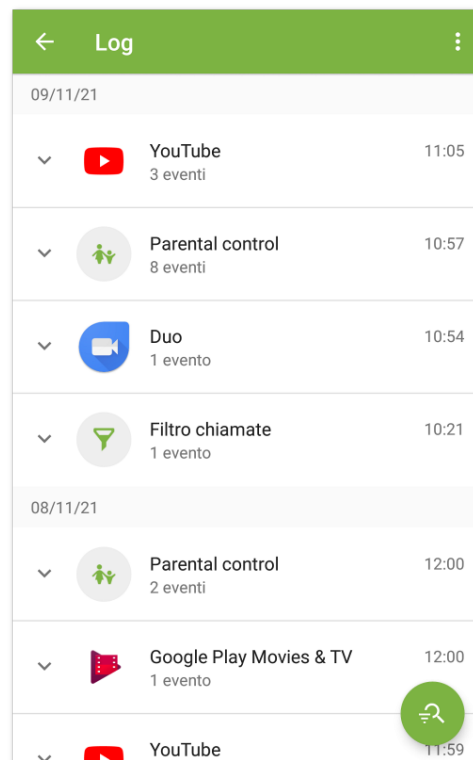 Log
09/11/21
YouTube 11:05
3 eventi
Parental control 10:57
8 eventi
Duo 10:54
1 evento
Filtro chiamate 10:21
1 evento
08/11/21
Parental control 12:00
2 eventi
Google Play Movies & TV 12:00
1 evento
YouTube 11:59